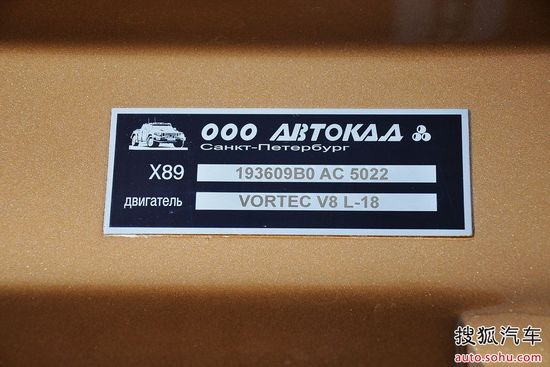 ООО АВТОКАД
Санкт-Петербург
X89 193609B0 AC 5022
двигатель VORTEC V8 L-18
搜狐汽车
auto.sohu.com